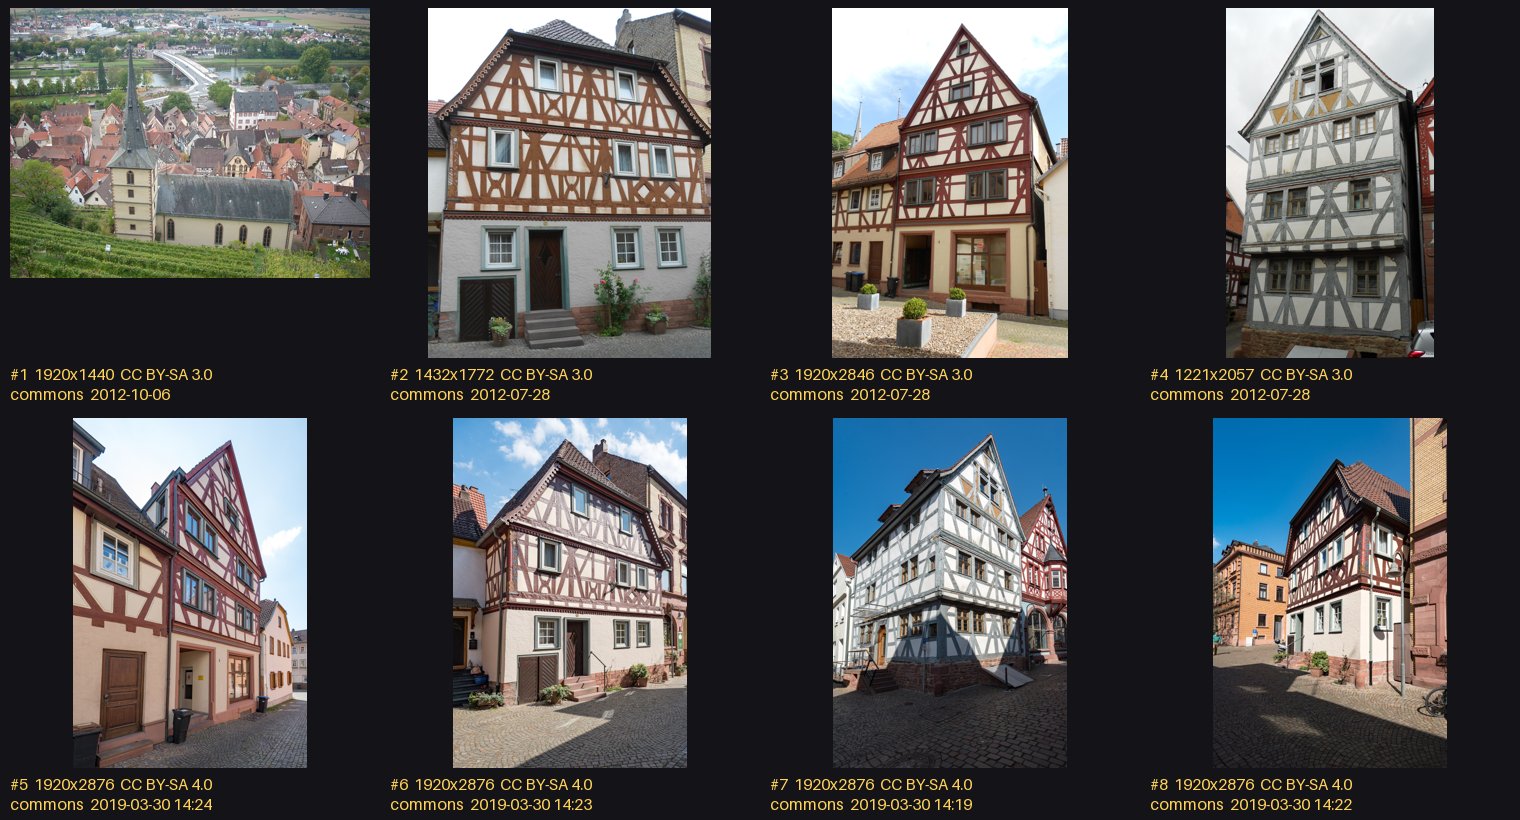 #1 1920x1440 CC BY-SA 3.0
commons 2012-10-06
#2 1432x1772 CC BY-SA 3.0
commons 2012-07-28
#3 1920x2846 CC BY-SA 3.0
commons 2012-07-28
#4 1221x2057 CC BY-SA 3.0
commons 2012-07-28
#5 1920x2876 CC BY-SA 4.0
commons 2019-03-30 14:24
#6 1920x2876 CC BY-SA 4.0
commons 2019-03-30 14:23
#7 1920x2876 CC BY-SA 4.0
commons 2019-03-30 14:19
#8 1920x2876 CC BY-SA 4.0
commons 2019-03-30 14:22